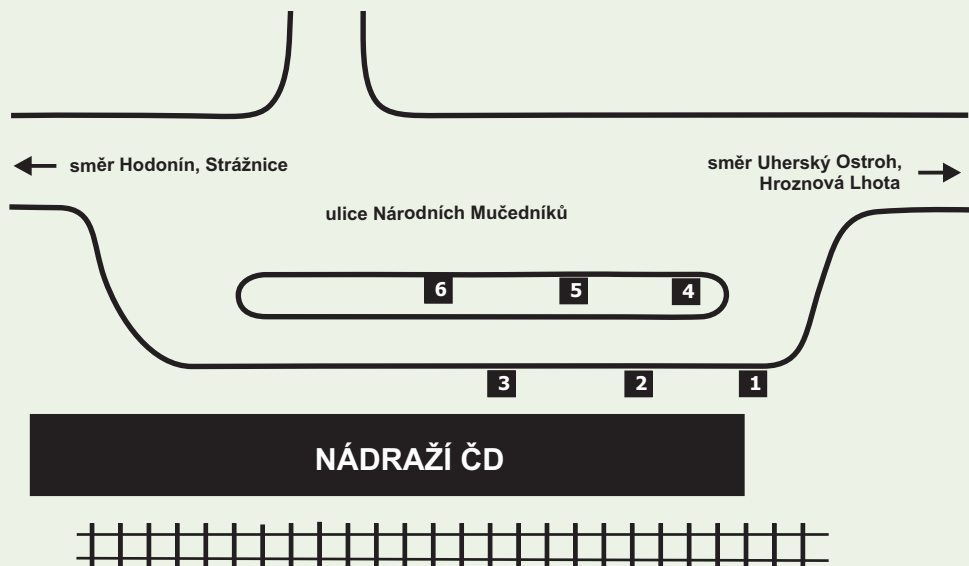 směr Hodonín, Strážnice
směr Uherský Ostroh,
Hroznová Lhota
ulice Národních Mučedníků
6
5
4
3
2
1
NÁDRAŽÍ ČD